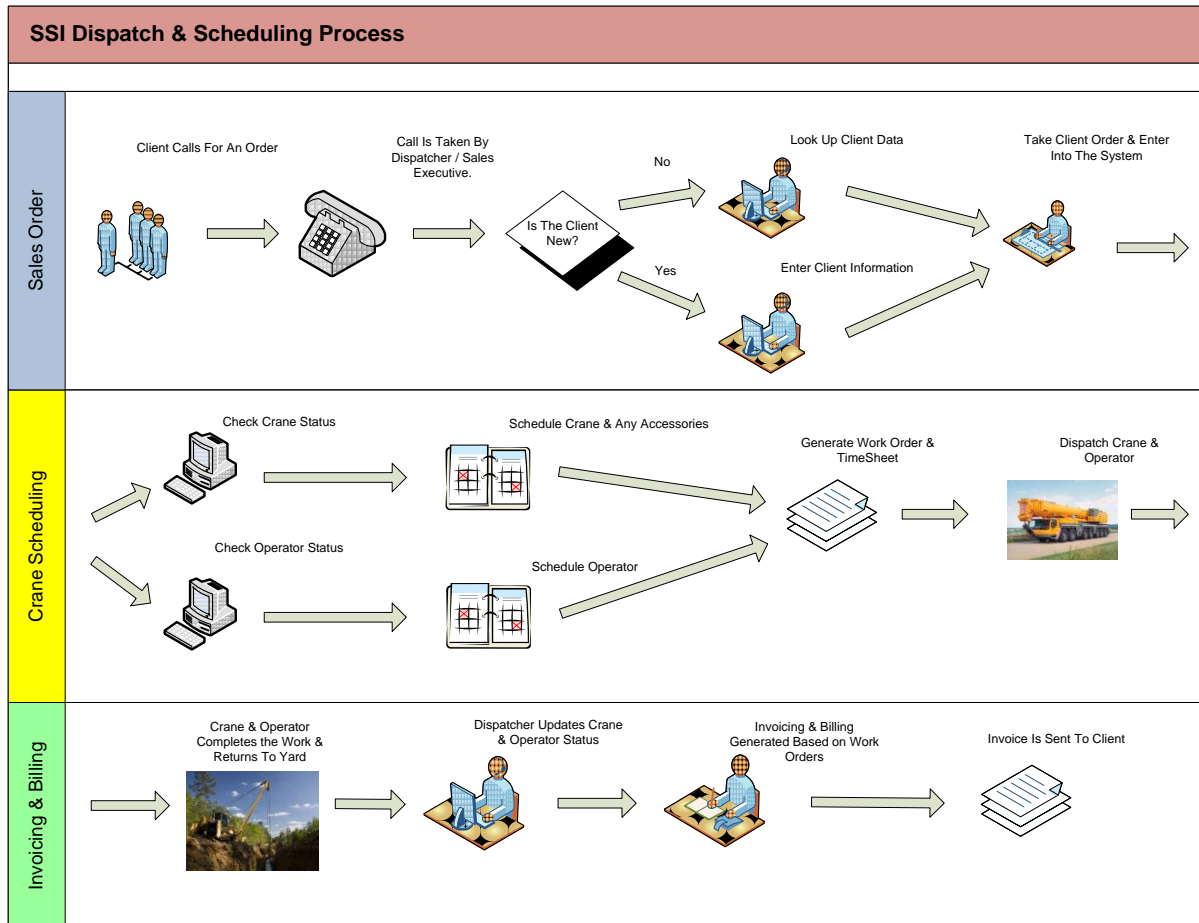 SSI Dispatch & Scheduling Process
Sales Order
Client Calls For An Order
Call Is Taken By
Dispatcher / Sales
Executive.
Is The Client
New?
No
Yes
Look Up Client Data
Enter Client Information
Take Client Order & Enter
Into The System
Crane Scheduling
Check Crane Status
Schedule Crane & Any Accessories
Check Operator Status
Schedule Operator
Generate Work Order &
TimeSheet
Dispatch Crane &
Operator
Invoicing & Billing
Crane & Operator
Completes the Work &
Returns To Yard
Dispatcher Updates Crane
& Operator Status
Invoicing & Billing
Generated Based on Work
Orders
Invoice Is Sent To Client